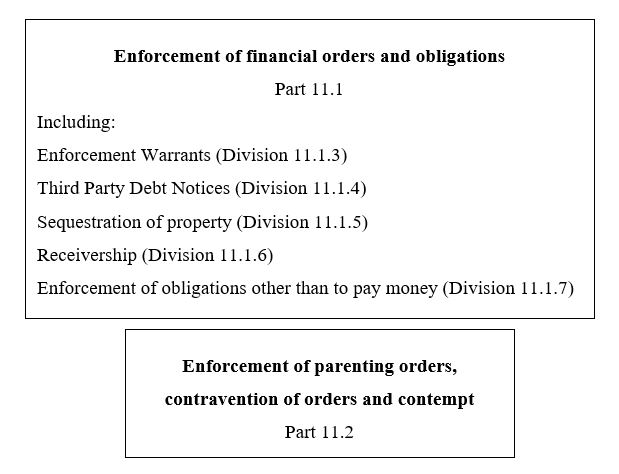 Enforcement of financial orders and obligations
Part 11.1
Including:
Enforcement Warrants (Division 11.1.3)
Third Party Debt Notices (Division 11.1.4)
Sequestration of property (Division 11.1.5)
Receivership (Division 11.1.6)
Enforcement of obligations other than to pay money (Division 11.1.7)
Enforcement of parenting orders,
contravention of orders and contempt
Part 11.2